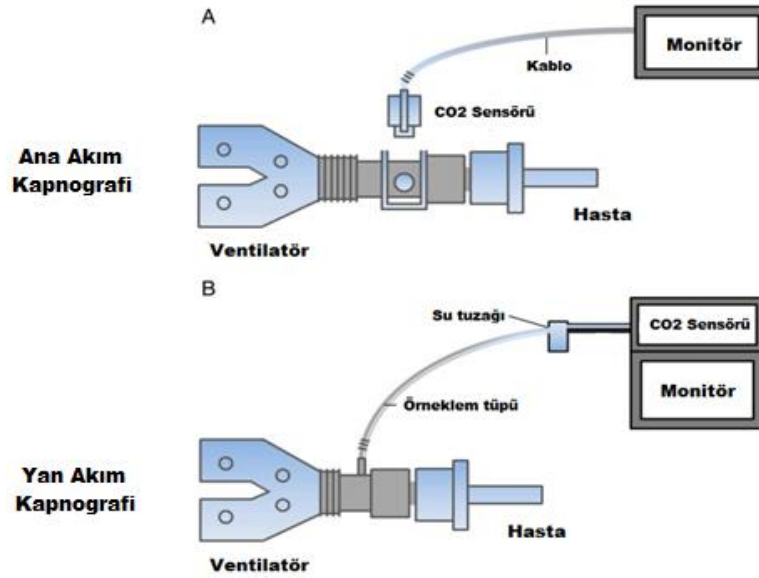 A
Monitör
Kablo
CO2 Sensörü
Ana Akım
Kapnografi
Hasta
Ventilatör
B
Su tuzağı
CO2 Sensörü
Monitör
Örneklem tüpü
Yan Akım
Kapnografi
Hasta
Ventilatör